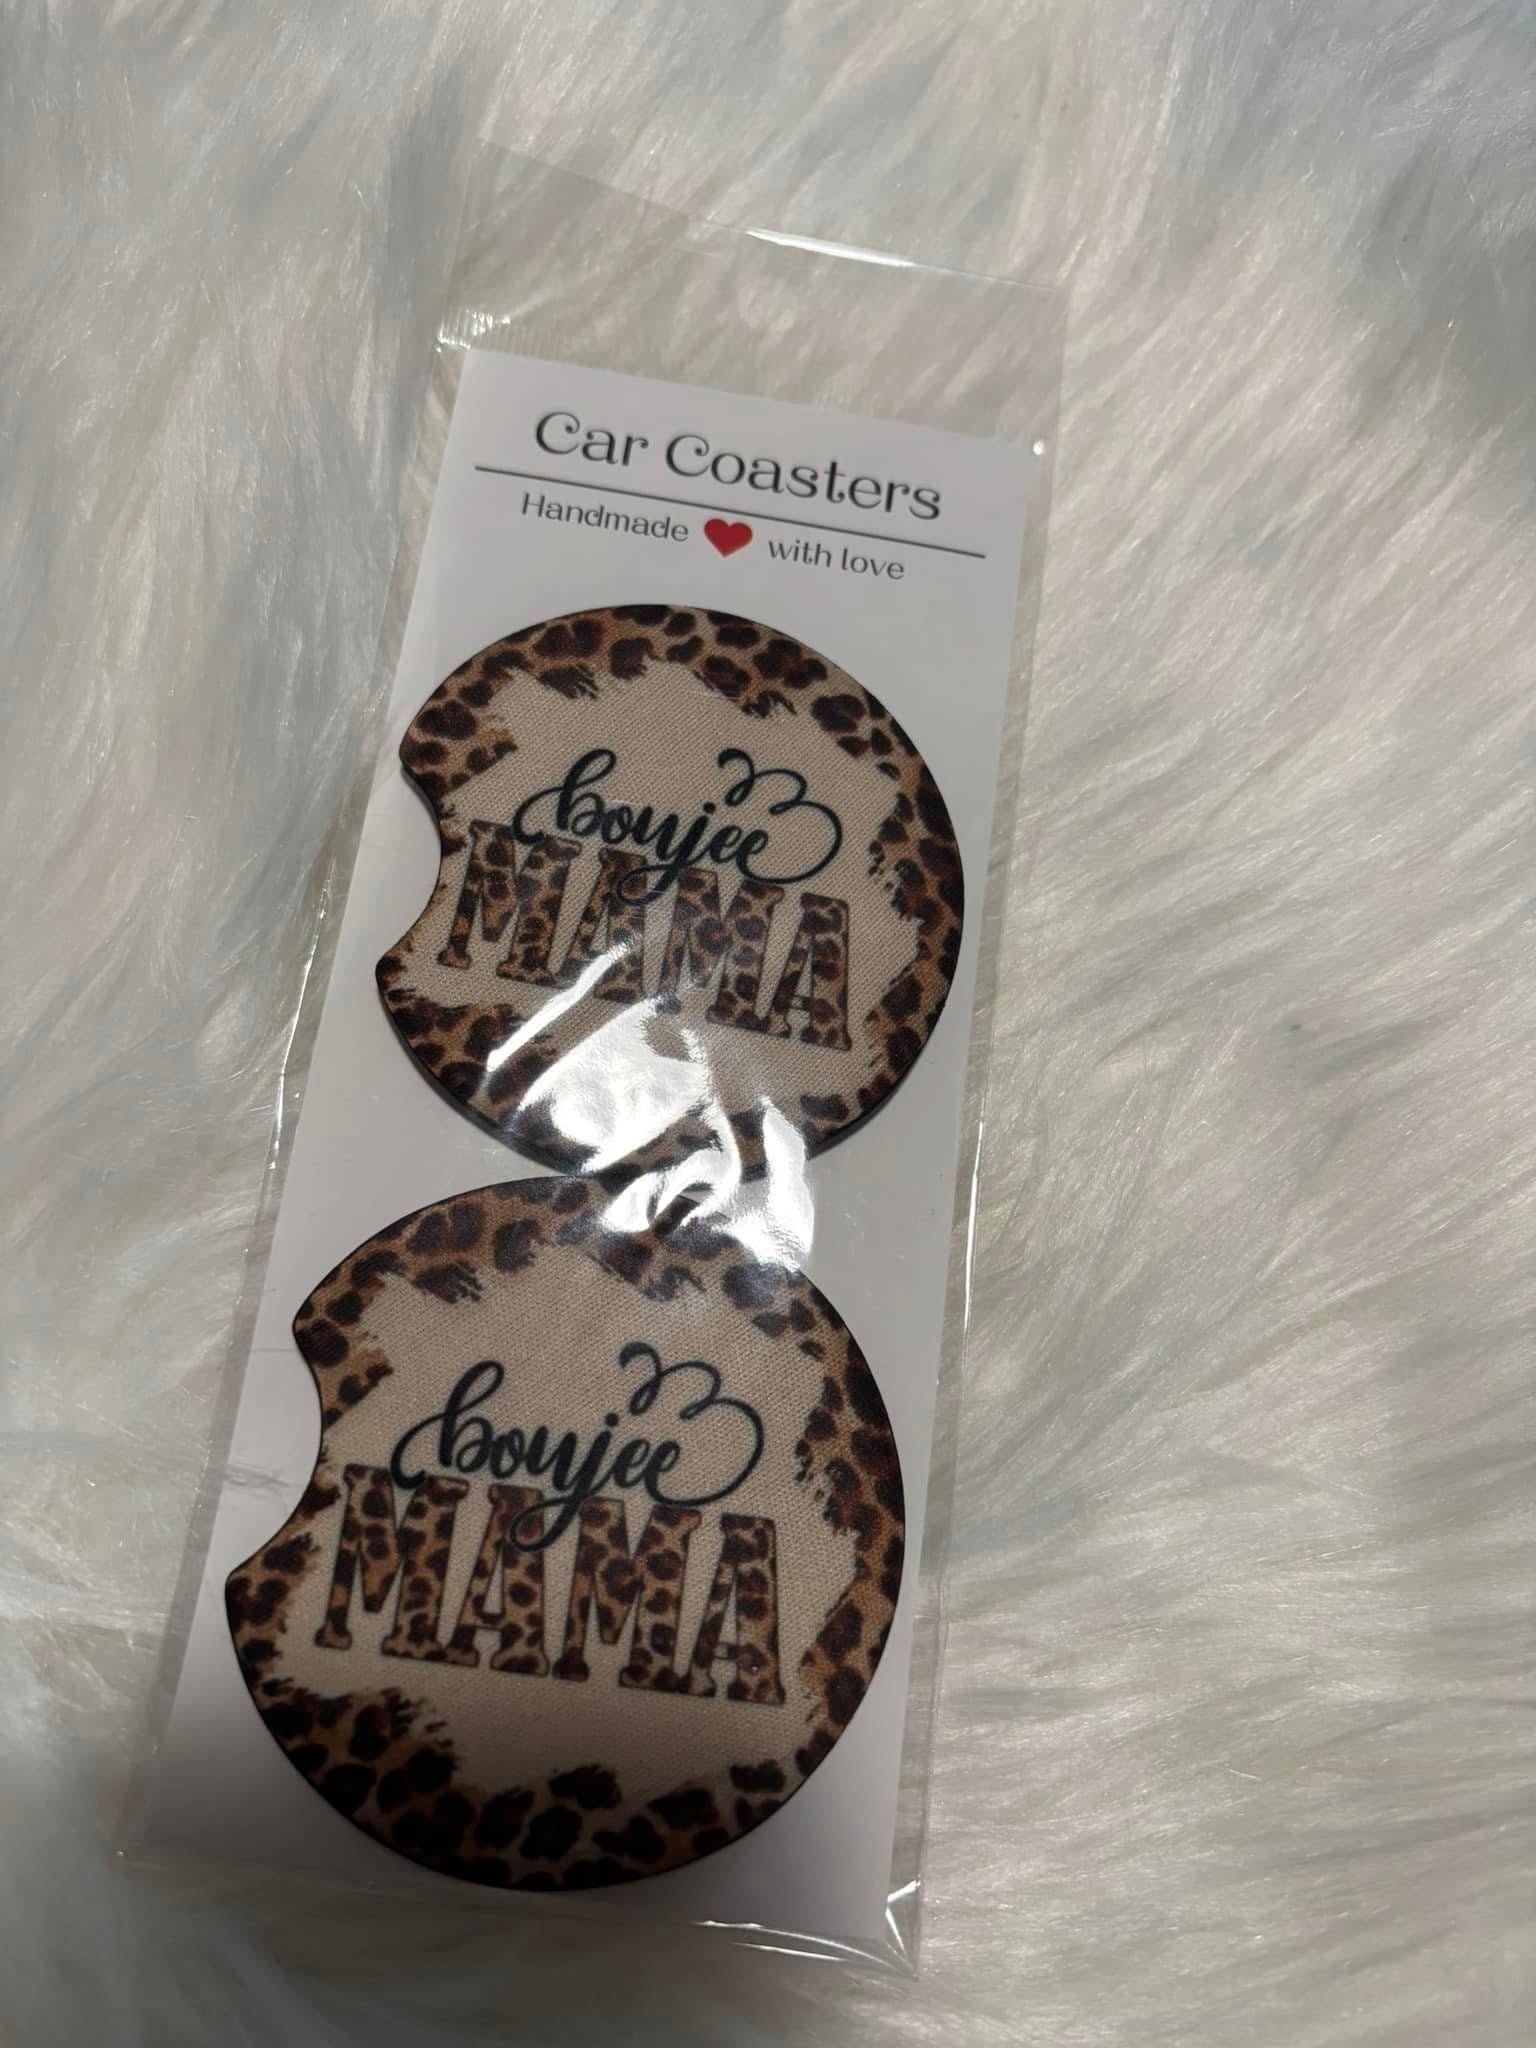 Car Coasters
Handmade ❤ with love
boujee
MAMA
boujee
MAMA